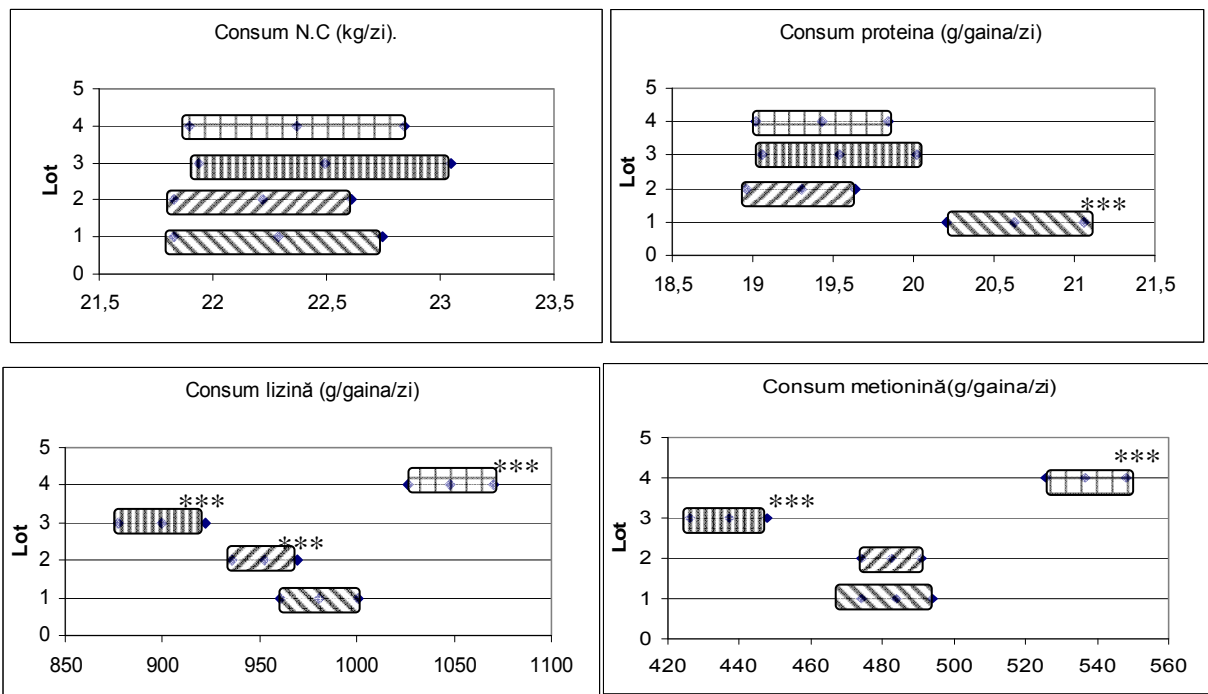 Consum N.C (kg/zi).
5
4
3
2
1
0
Lot
21,5 22 22,5 23 23,5
Consum proteina (g/gaina/zi)
5
4
3
2
1
0
Lot
***
18,5 19 19,5 20 20,5 21 21,5
Consum lizină (g/gaina/zi)
5
4
3
2
1
0
Lot
***
***
***
850 900 950 1000 1050 1100
Consum metionină(g/gaina/zi)
5
4
3
2
1
0
Lot
***
***
420 440 460 480 500 520 540 560